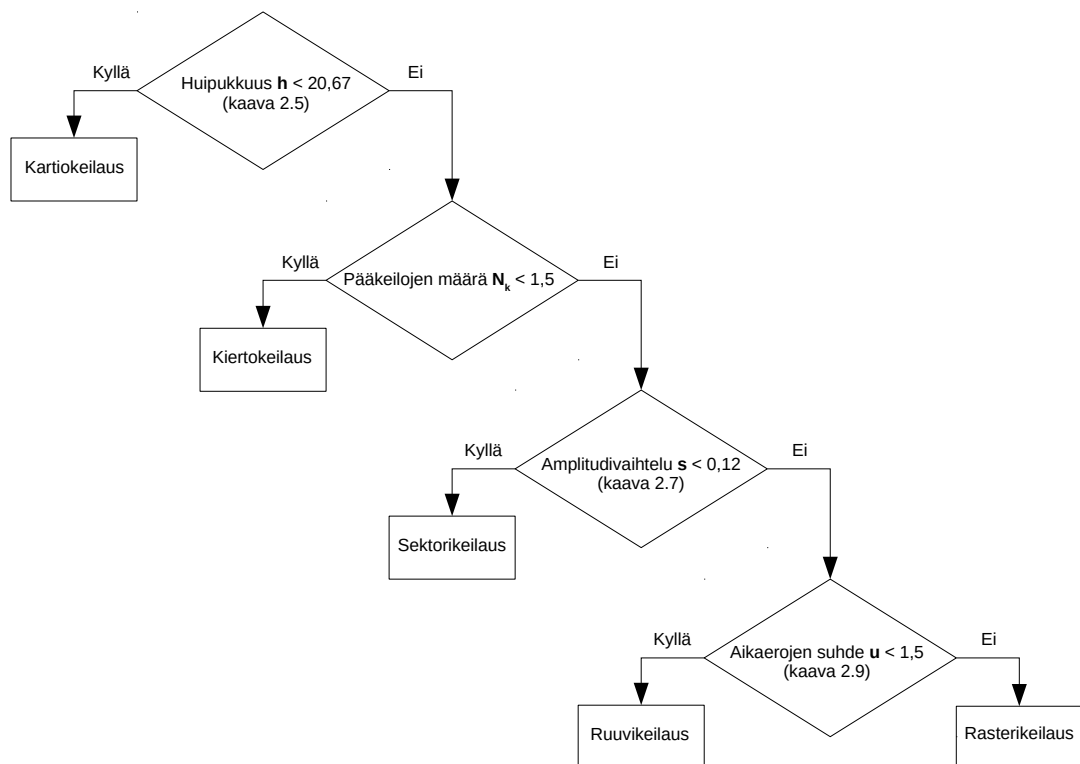 Kyllä
Ei
Huipukkuus h < 20,67
(kaava 2.5)
Kartiokeilaus
Kyllä
Ei
Pääkeilojen määrä Nk < 1,5
Kiertokeilaus
Kyllä
Ei
Amplitudivaihtelu s < 0,12
(kaava 2.7)
Sektorikeilaus
Kyllä
Ei
Aikaerojen suhde u < 1,5
(kaava 2.9)
Ruuvikeilaus
Rasterikeilaus